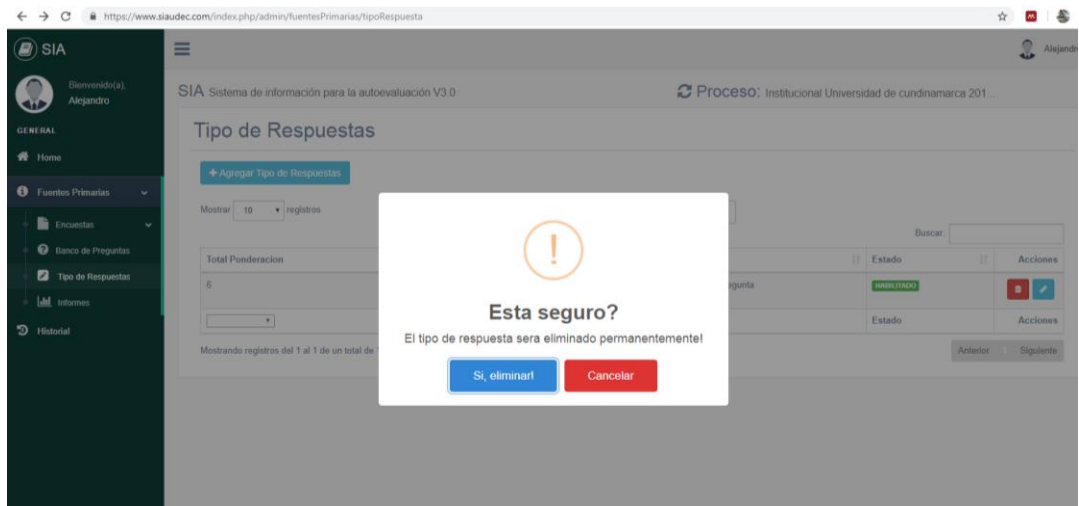 https://www.siaudec.com/index.php/admin/fuentesPrimarias/tipoRespuesta
SIA
Alejandr
Bienvenido(a),
Alejandro
SIA Sistema de información para la autoevaluación V3.0
Proceso: Institucional Universidad de cundinamarca 201...
GENERAL
Home
Fuentes Primarias
Encuestas
Banco de Preguntas
Tipo de Respuestas
Informes
Historial
Tipo de Respuestas
+ Agregar Tipo de Respuestas
Mostrar 10 registros
Buscar:
Total Ponderacion
Estado
Acciones
6
egunta
HABILITADO
Estado
Acciones
Mostrando registros del 1 al 1 de un total de
Anterior 1 Siguiente
!
Esta seguro?
El tipo de respuesta sera eliminado permanentemente!
Si, eliminar!
Cancelar